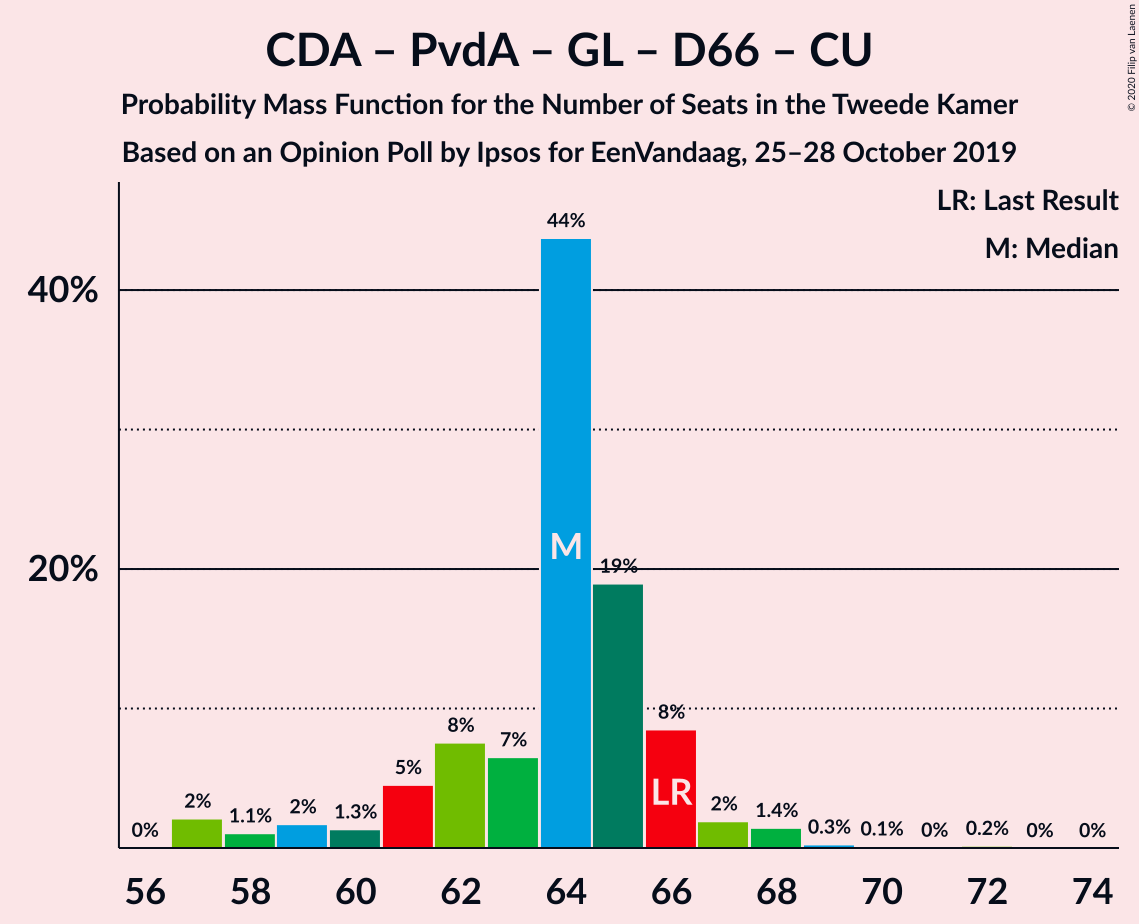 CDA – PvdA – GL – D66 – CU
Probability Mass Function for the Number of Seats in the Tweede Kamer
Based on an Opinion Poll by Ipsos for EenVandaag, 25–28 October 2019
© 2020 Filip van Laenen
LR: Last Result
M: Median
40%
20%
0%
2%
1.1%
2%
1.3%
5%
8%
7%
44%
M
19%
8%
LR
2%
1.4%
0.3%
0.1%
0%
0.2%
0%
0%
56 58 60 62 64 66 68 70 72 74